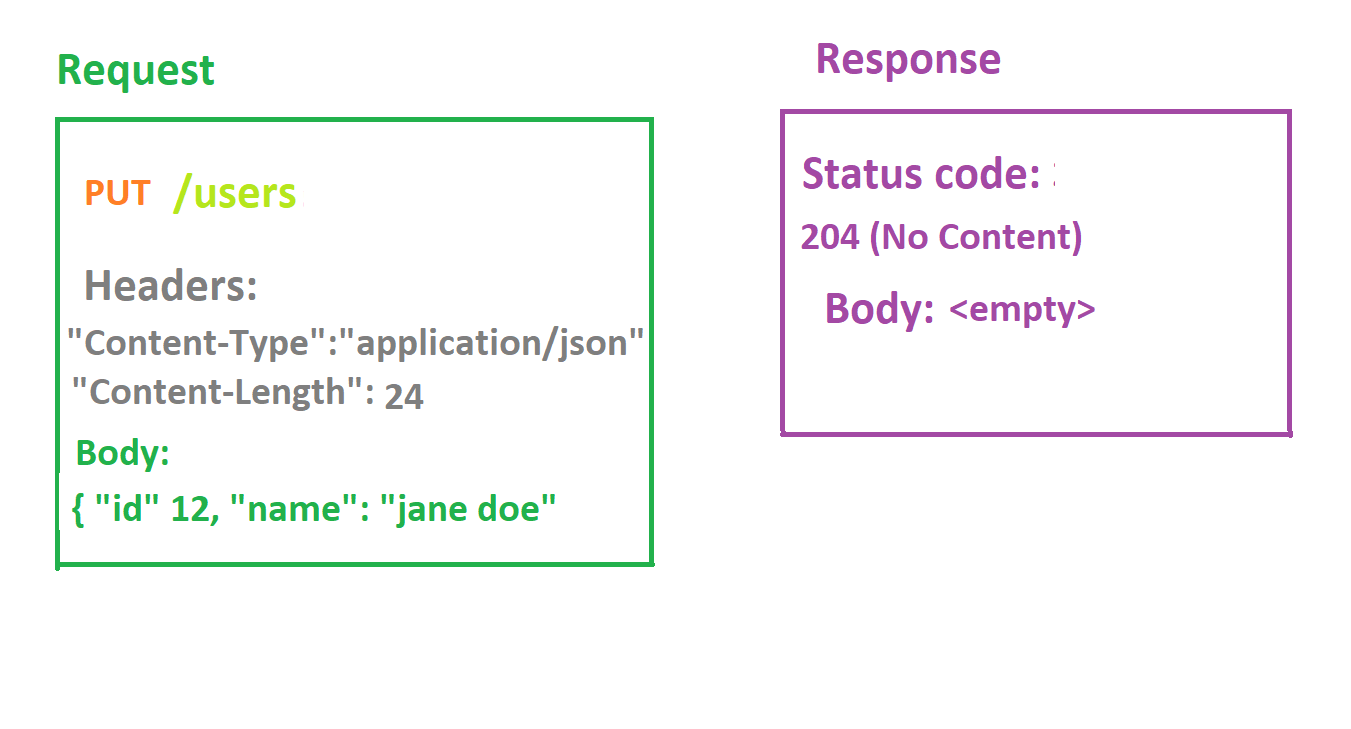 Request
PUT /users
Headers:
"Content-Type":"application/json"
"Content-Length": 24
Body:
{ "id" 12, "name": "jane doe"
Response
Status code:
204 (No Content)
Body: <empty>